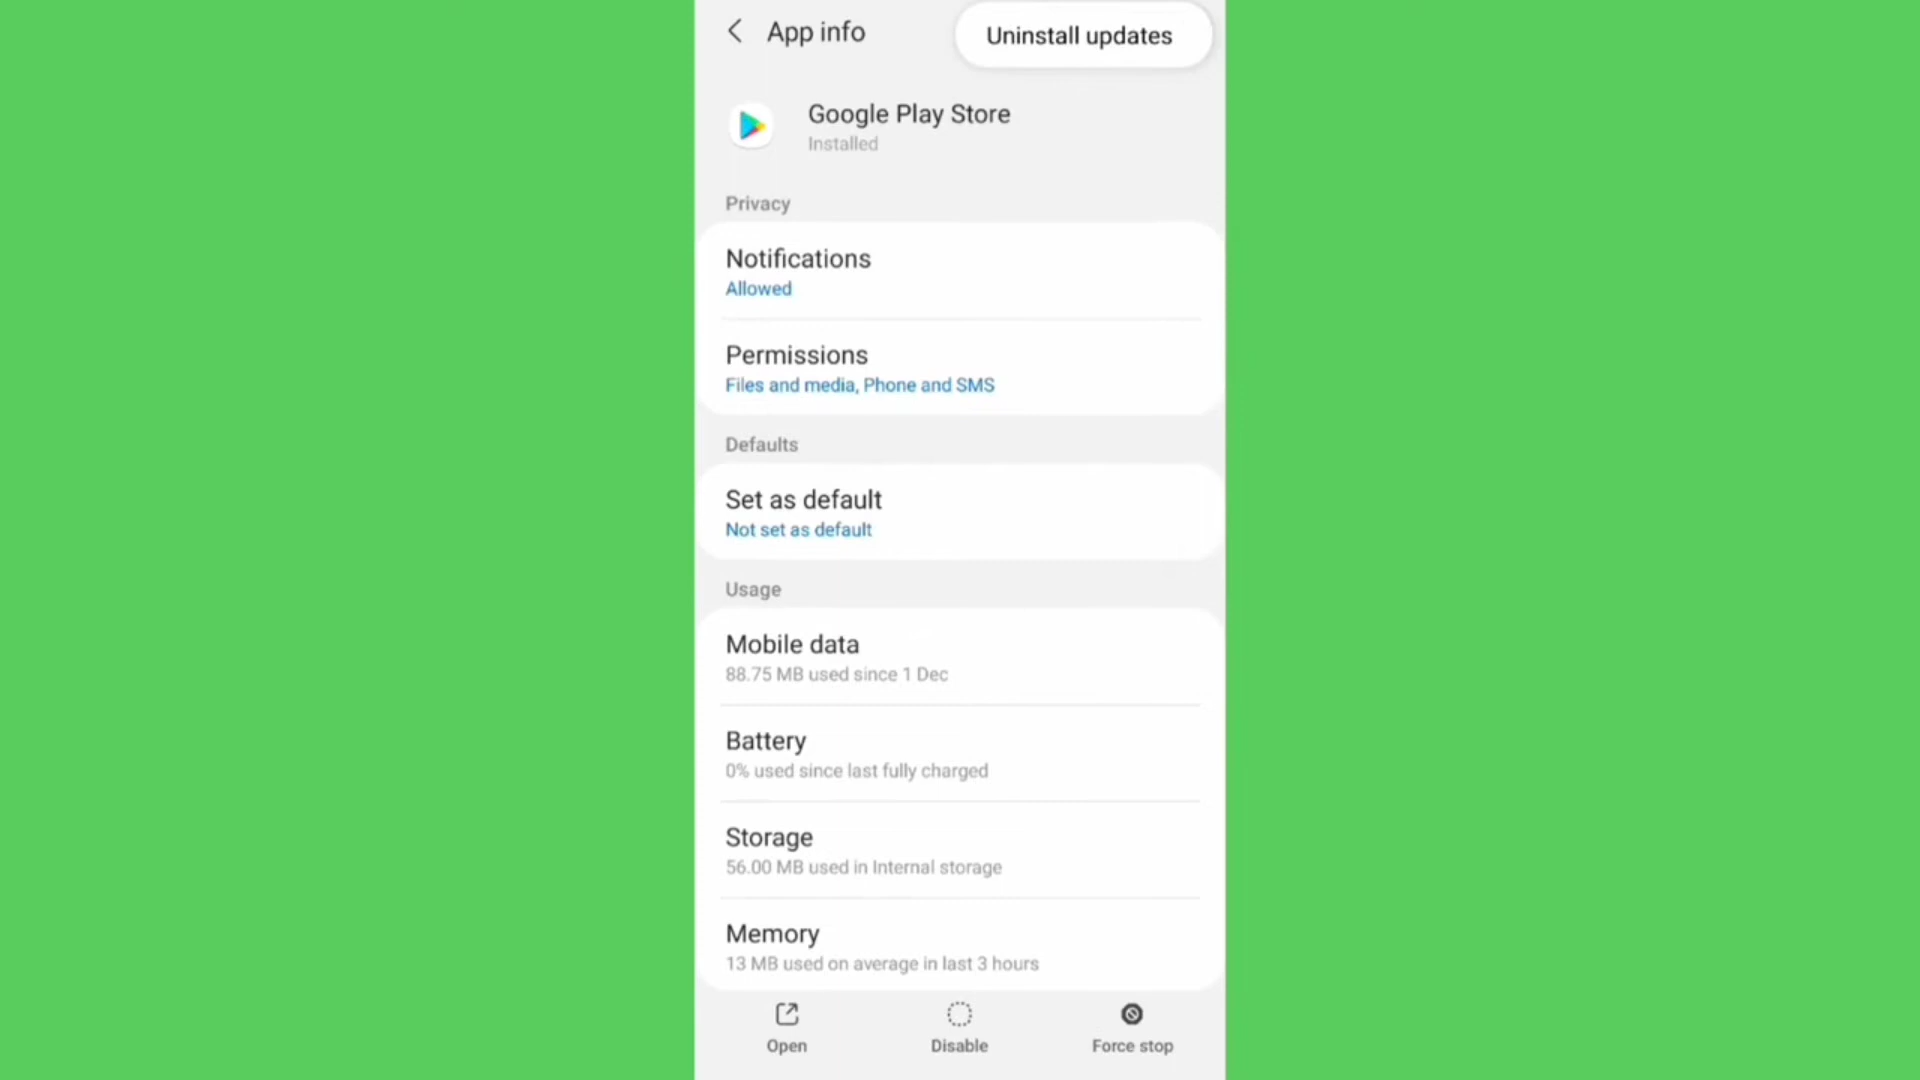 App info
Uninstall updates
Google Play Store
Installed
Privacy
Notifications
Allowed
Permissions
Files and media, Phone and SMS
Defaults
Set as default
Not set as default
Usage
Mobile data
88.75 MB used since 1 Dec
Battery
0% used since last fully charged
Storage
56.00 MB used in Internal storage
Memory
13 MB used on average in last 3 hours
Open
Disable
Force stop